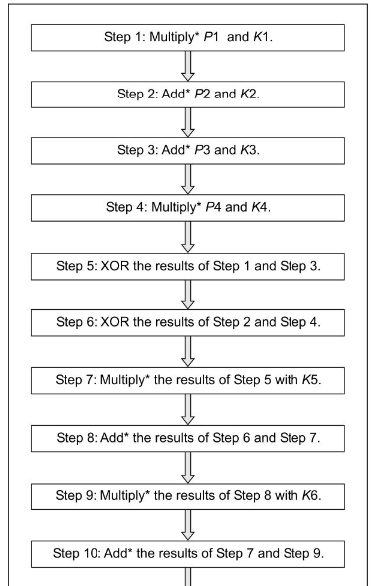 Step 1: Multiply* P1 and K1.
Step 2: Add* P2 and K2.
Step 3: Add* P3 and K3.
Step 4: Multiply* P4 and K4.
Step 5: XOR the results of Step 1 and Slep 3.
Step 6: XOR the results of Step 2 and Step 4.
Step 7: Multiply* the results of Step 5 with K5.
Step 8: Add* the results of Step 6 and Step 7.
Step 9: Multiply* the results of Step 8 with K6.
Step 10: Add* the results of Step 7 and Step 9.